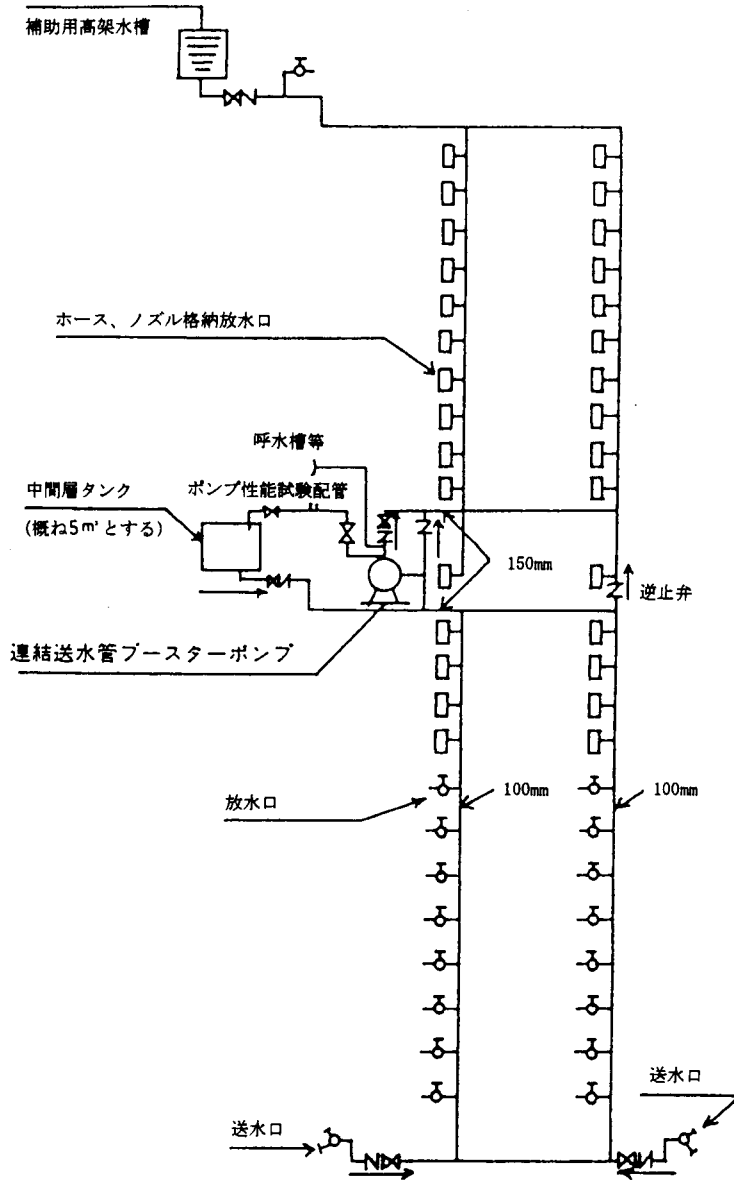 補助用高架水槽
ホース、ノズル格納放水口
呼水槽等
中間層タンク
ポンプ性能試験配管
(概ね5㎥とする)
150mm
逆止弁
連結送水管ブースターポンプ
放水口
100mm
100mm
送水口
送水口